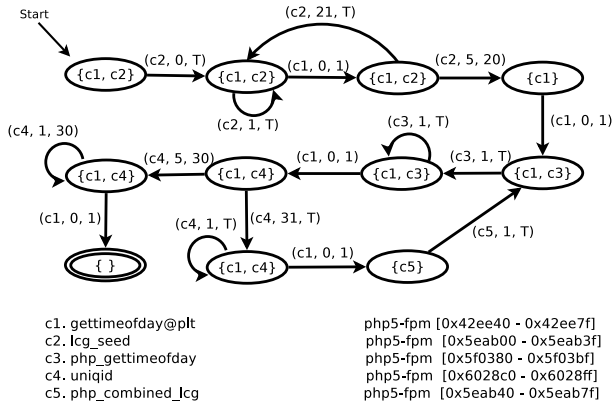 Start
(c2, 21, T)
(c2, 0, T)
(c1, 0, 1)
(c2, 5, 20)
{c1, c2}
{c1, c2}
{c1, c2}
{c1}
(c2, 1, T)
(c4, 1, 30)
(c3, 1, T)
(c1, 0, 1)
(c4, 5, 30)
(c1, 0, 1)
(c3, 1, T)
{c1, c4}
{c1, c4}
{c1, c3}
{c1, c3}
(c1, 0, 1)
(c4, 1, T)
(c4, 31, T)
(c5, 1, T)
(c1, 0, 1)
{ }
{c1, c4}
{c5}
c1. gettimeofday@plt php5-fpm [0x42ee40 - 0x42ee7f]
c2. lcg_seed php5-fpm [0x5eab00 - 0x5eab3f]
c3. php_gettimeofday php5-fpm [0x5f0380 - 0x5f03bf]
c4. uniqid php5-fpm [0x6028c0 - 0x6028ff]
c5. php_combined_lcg php5-fpm [0x5eab40 - 0x5eab7f]